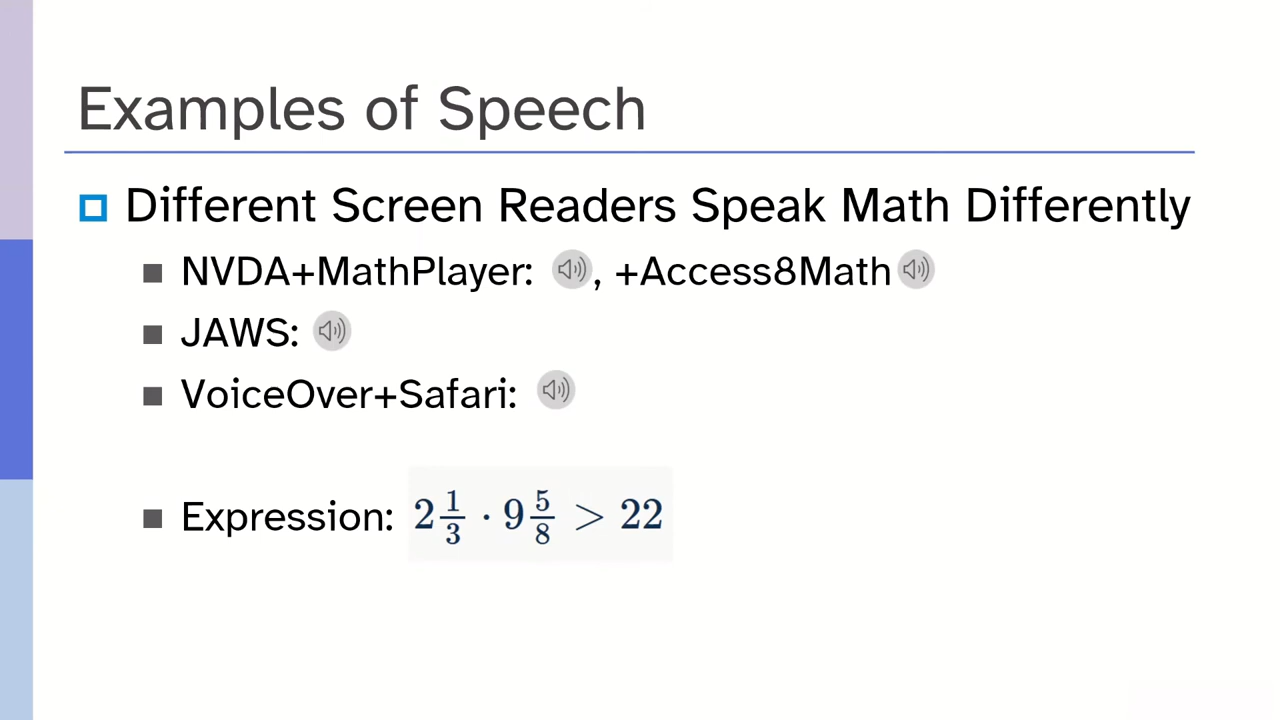 Examples of Speech
Different Screen Readers Speak Math Differently
NVDA+MathPlayer: , +Access8Math
JAWS:
VoiceOver+Safari:
Expression: 2 1/3 · 9 5/8 > 22